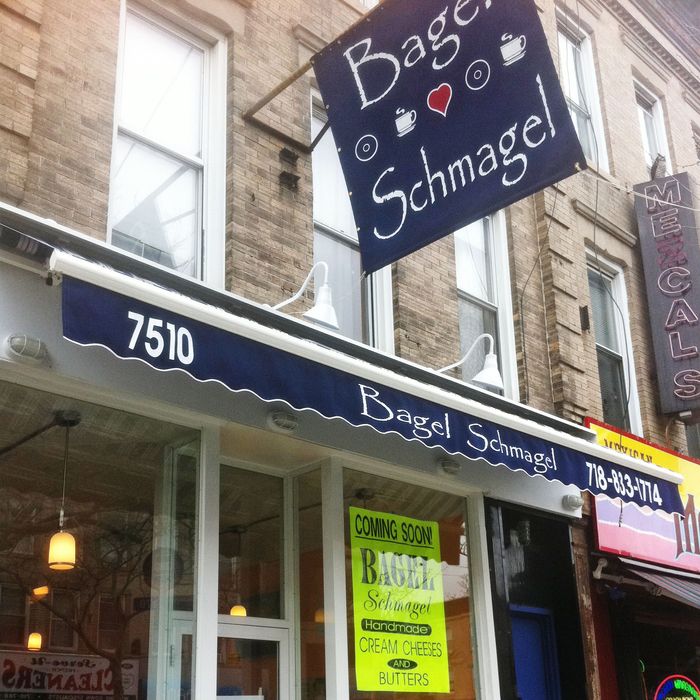 Bagel
Schmagel
MEZCALS
7510
Bagel Schmagel
718-833-1774
COMING SOON!
BAGEL
Schmagel
Handmade
CREAM CHEESES
AND
BUTTERS
Serve-U
CLEANERS